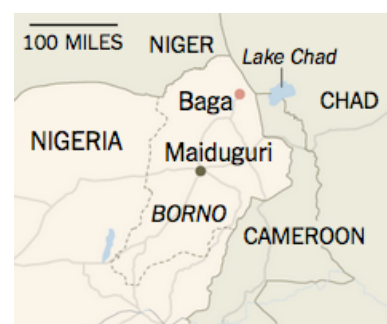 100 MILES
NIGER
Lake Chad
Baga
CHAD
NIGERIA
Maiduguri
BORNO
CAMEROON